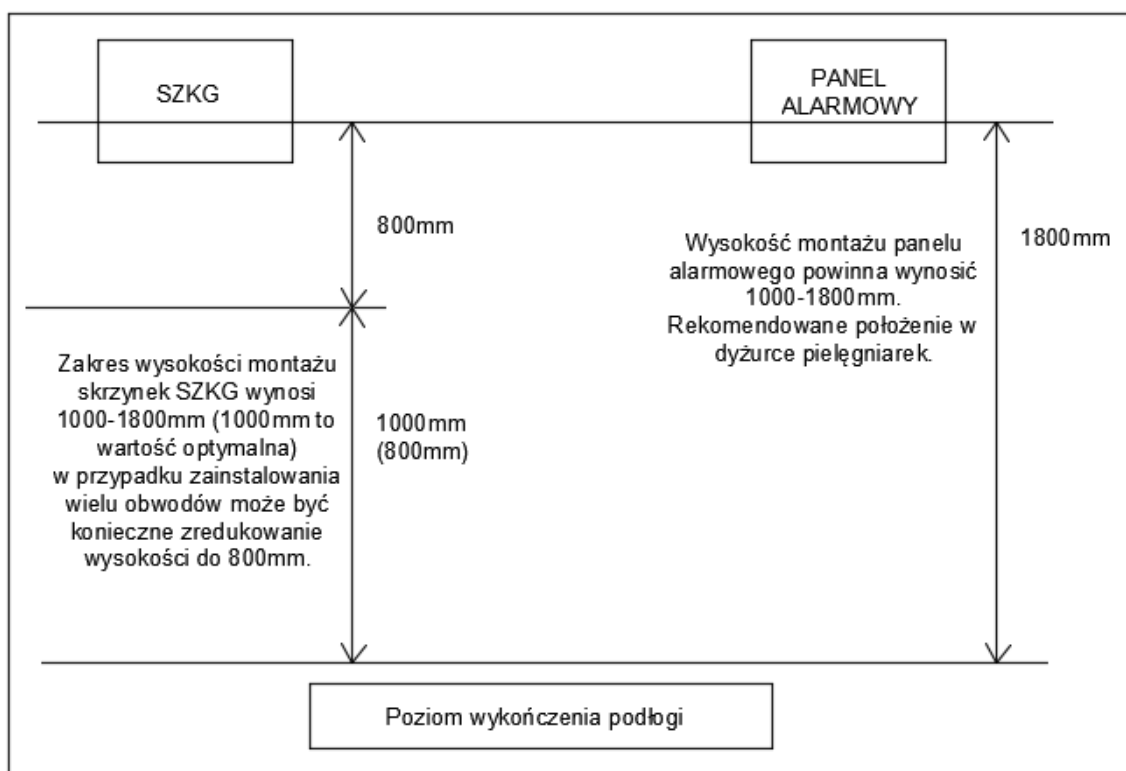 SZKG
PANEL
ALARMOWY
800mm
1800mm
Wysokość montażu panelu
alarmowego powinna wynosić
1000-1800mm.
Rekomendowane położenie w
dyżurce pielęgniarek.
Zakres wysokości montażu
skrzynek SZKG wynosi
1000-1800mm (1000mm to
wartość optymalna)
w przypadku zainstalowania
wielu obwodów może być
konieczne zredukowanie
wysokości do 800mm.
1000mm
(800mm)
Poziom wykończenia podłogi